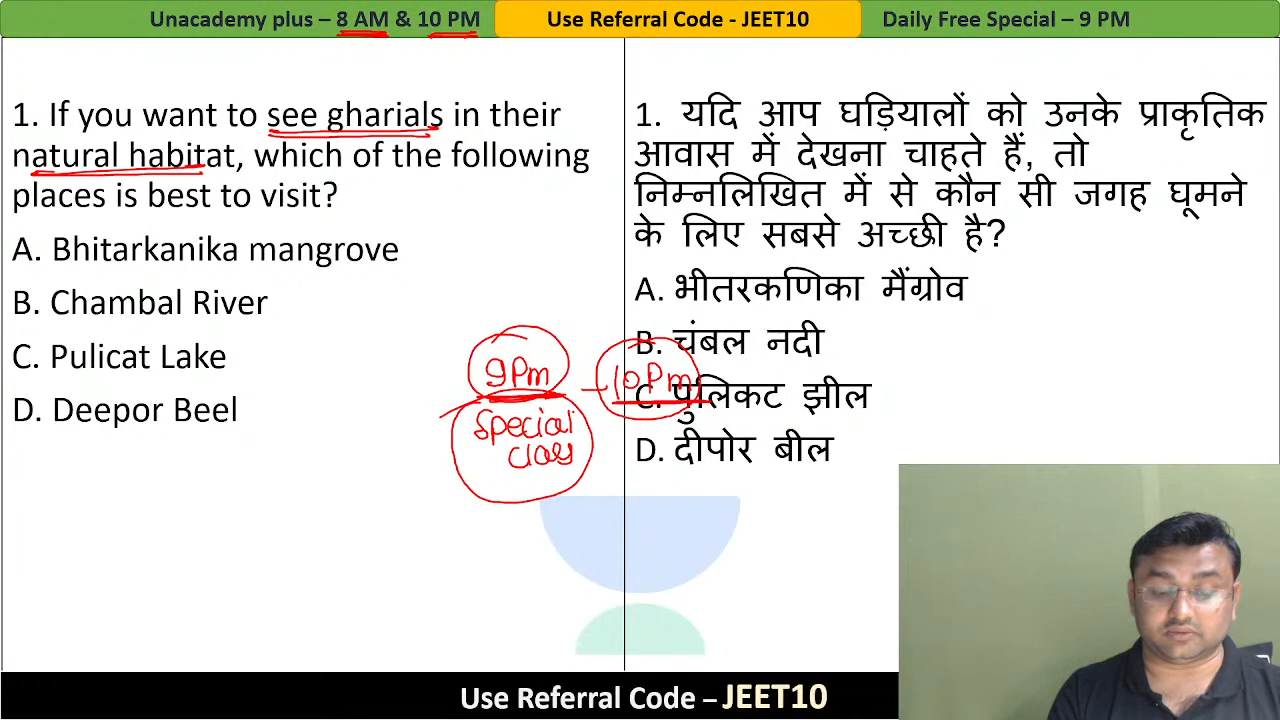 Unacademy plus – 8 AM & 10 PM
Use Referral Code - JEET10
Daily Free Special – 9 PM
1. If you want to see gharials in their
natural habitat, which of the following
places is best to visit?
A. Bhitarkanika mangrove
B. Chambal River
C. Pulicat Lake
D. Deepor Beel
9Pm – 10Pm
Special
class
1. यदि आप घड़ियालों को उनके प्राकृतिक
आवास में देखना चाहते हैं, तो
निम्नलिखित में से कौन सी जगह घूमने
के लिए सबसे अच्छी है?
A. भीतरकणिका मैंग्रोव
B. चंबल नदी
C. पुलिकट झील
D. दीपोर बील
Use Referral Code – JEET10